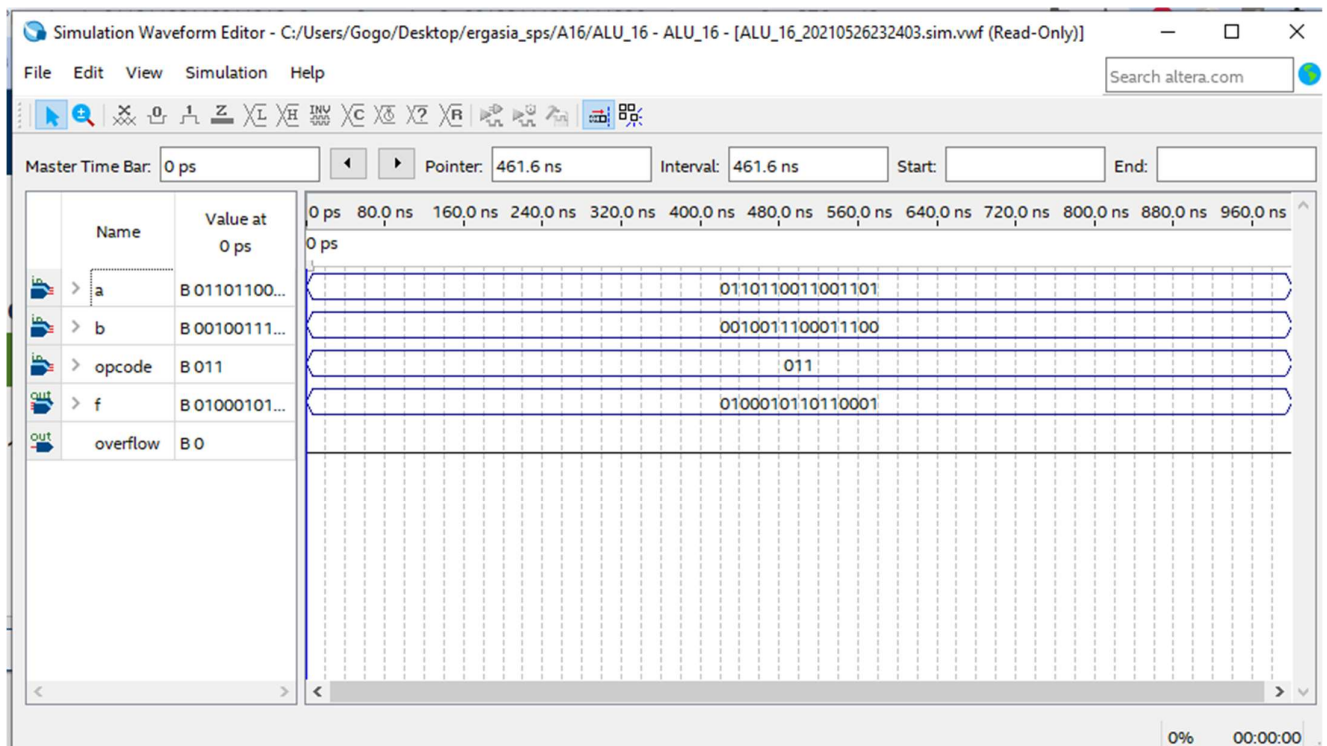 Simulation Waveform Editor - C:/Users/Gogo/Desktop/ergasia_sps/A16/ALU_16 - ALU_16 - [ALU_16_20210526232403.sim.vwf (Read-Only)]
File Edit View Simulation Help
Search altera.com
Master Time Bar: 0 ps Pointer: 461.6 ns Interval: 461.6 ns Start: End:
Name Value at 0 ps
0 ps 80.0 ns 160.0 ns 240.0 ns 320.0 ns 400.0 ns 480.0 ns 560.0 ns 640.0 ns 720.0 ns 800.0 ns 880.0 ns 960.0 ns
0 ps
in a B 01101100... 0110110011001101
in b B 00100111... 0010011100011100
in opcode B 011 011
out f B 01000101... 0100010110110001
out overflow B 0
0% 00:00:00